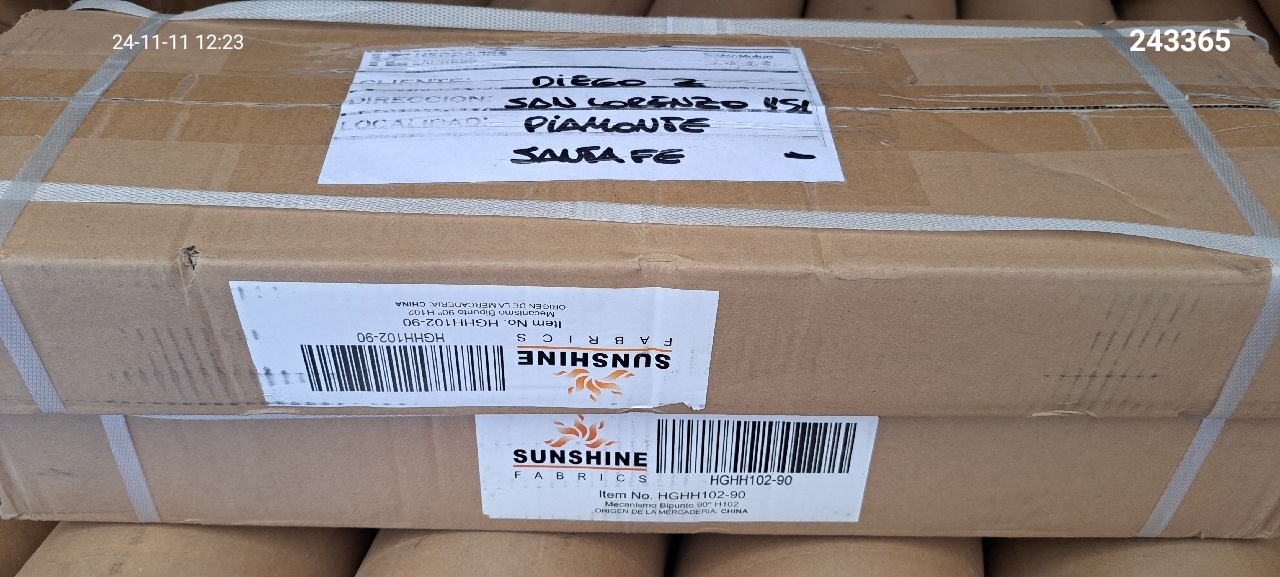 24-11-11 12:23
243365
CLIENTE: DIEGO Z
DIRECCION: SAN LORENZO 451
LOCALIDAD: PIAMONTE
SANTA FE -
ORIGEN DE LA MERCADERIA: CHINA
Mecanismo Bipunto 90° H102
Item No. HGHH102-90
HGHH102-90
FABRICS
SUNSHINE
SUNSHINE
FABRICS
HGHH102-90
Item No. HGHH102-90
Mecanismo Bipunto 90° H102
ORIGEN DE LA MERCADERIA: CHINA